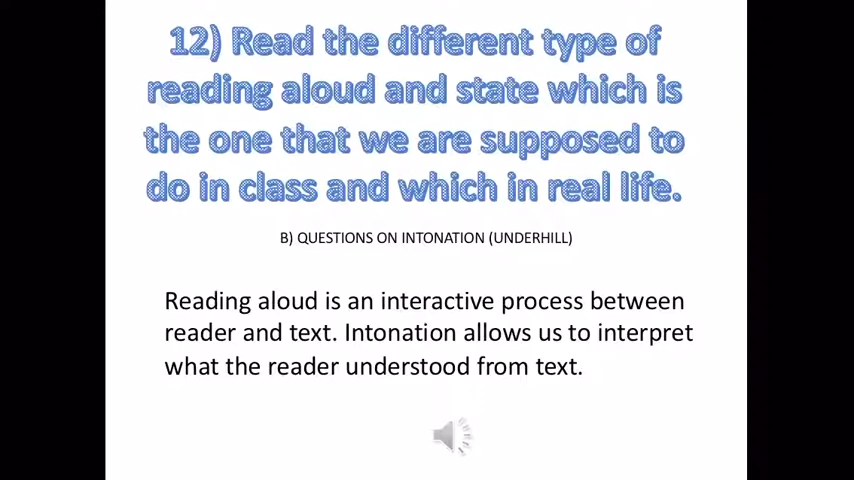 12) Read the different type of
reading aloud and state which is
the one that we are supposed to
do in class and which in real life.
B) QUESTIONS ON INTONATION (UNDERHILL)
Reading aloud is an interactive process between
reader and text. Intonation allows us to interpret
what the reader understood from text.